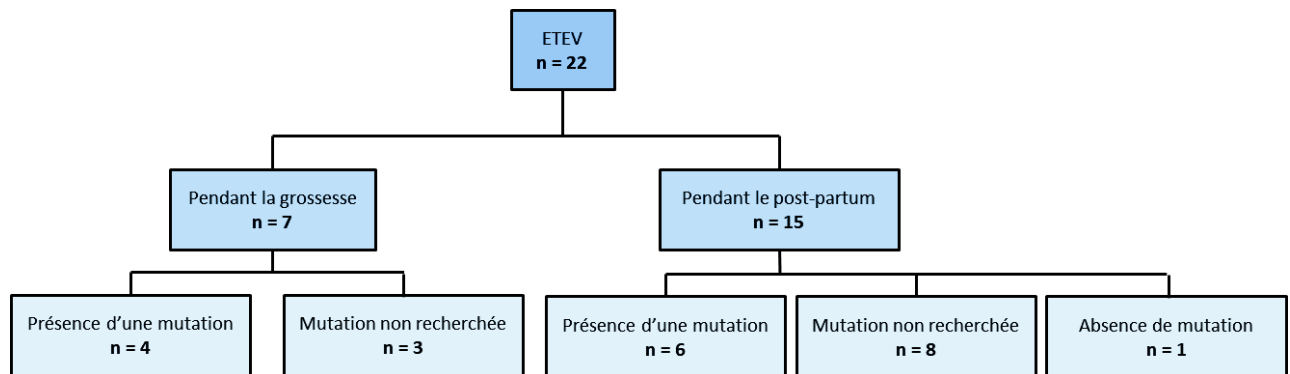 ETEV
n = 22
Pendant la grossesse
n = 7
Pendant le post-partum
n = 15
Présence d’une mutation
n = 4
Mutation non recherchée
n = 3
Présence d’une mutation
n = 6
Mutation non recherchée
n = 8
Absence de mutation
n = 1